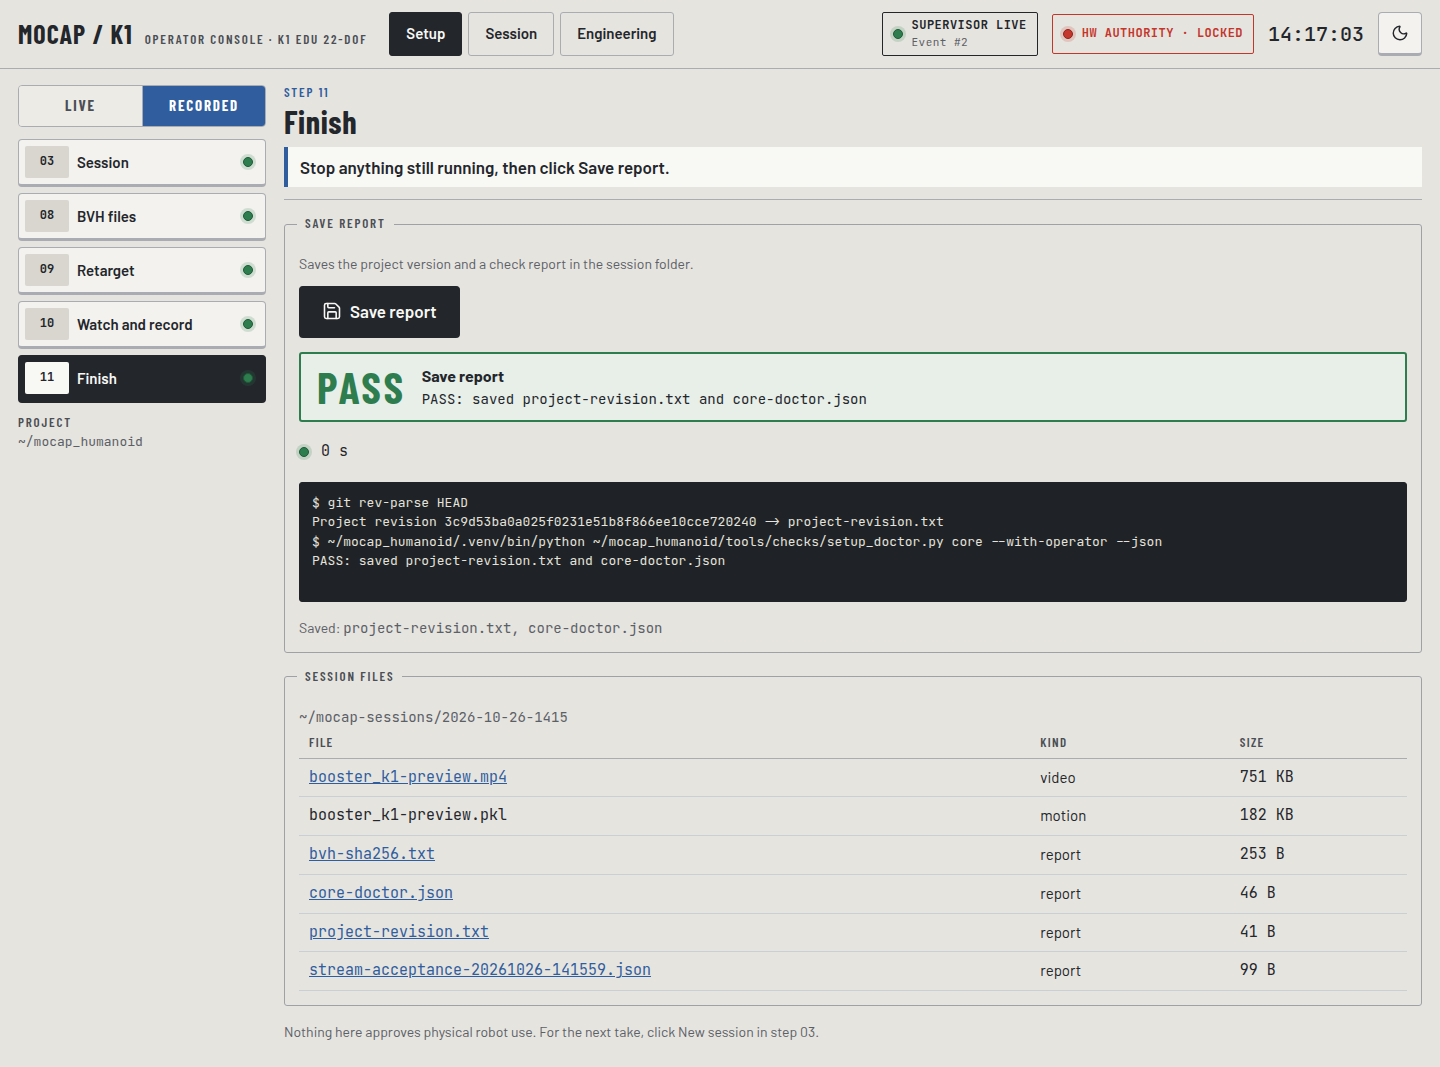 MOCAP / K1 OPERATOR CONSOLE · K1 EDU 22-DOF
Setup
Session
Engineering
SUPERVISOR LIVE
Event #2
HW AUTHORITY · LOCKED
14:17:03
LIVE
RECORDED
03 Session
08 BVH files
09 Retarget
10 Watch and record
11 Finish
PROJECT
~/mocap_humanoid
STEP 11
Finish
Stop anything still running, then click Save report.
SAVE REPORT
Saves the project version and a check report in the session folder.
Save report
PASS
Save report
PASS: saved project-revision.txt and core-doctor.json
0 s
$ git rev-parse HEAD
Project revision 3c9d53ba0a025f0231e51b8f866ee10cce720240 → project-revision.txt
$ ~/mocap_humanoid/.venv/bin/python ~/mocap_humanoid/tools/checks/setup_doctor.py core --with-operator --json
PASS: saved project-revision.txt and core-doctor.json
Saved: project-revision.txt, core-doctor.json
SESSION FILES
~/mocap-sessions/2026-10-26-1415
FILE KIND SIZE
booster_k1-preview.mp4 video 751 KB
booster_k1-preview.pkl motion 182 KB
bvh-sha256.txt report 253 B
core-doctor.json report 46 B
project-revision.txt report 41 B
stream-acceptance-20261026-141559.json report 99 B
Nothing here approves physical robot use. For the next take, click New session in step 03.